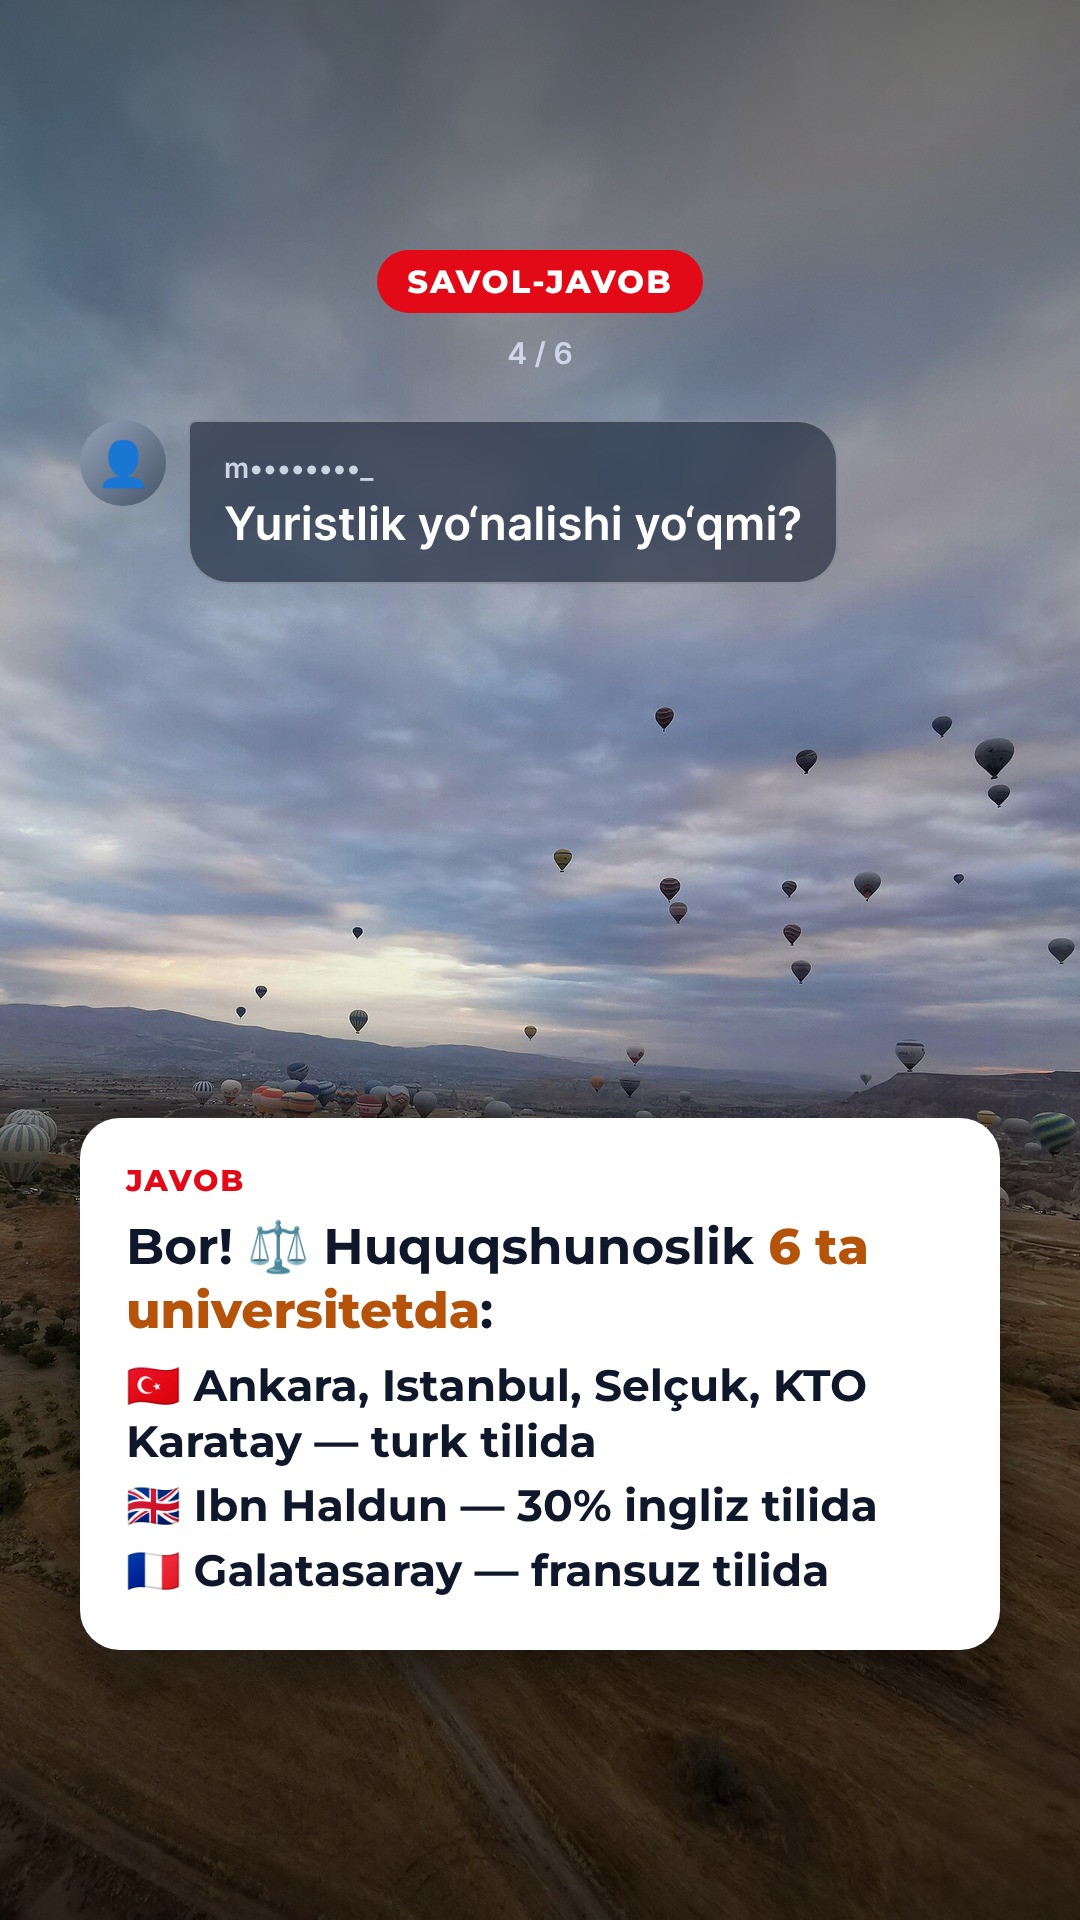 SAVOL-JAVOB
4 / 6
m••••••••_
Yuristlik yo‘nalishi yo‘qmi?
JAVOB
Bor! ⚖️ Huquqshunoslik 6 ta
universitetda:
🇹🇷 Ankara, Istanbul, Selçuk, KTO
Karatay — turk tilida
🇬🇧 Ibn Haldun — 30% ingliz tilida
🇫🇷 Galatasaray — fransuz tilida